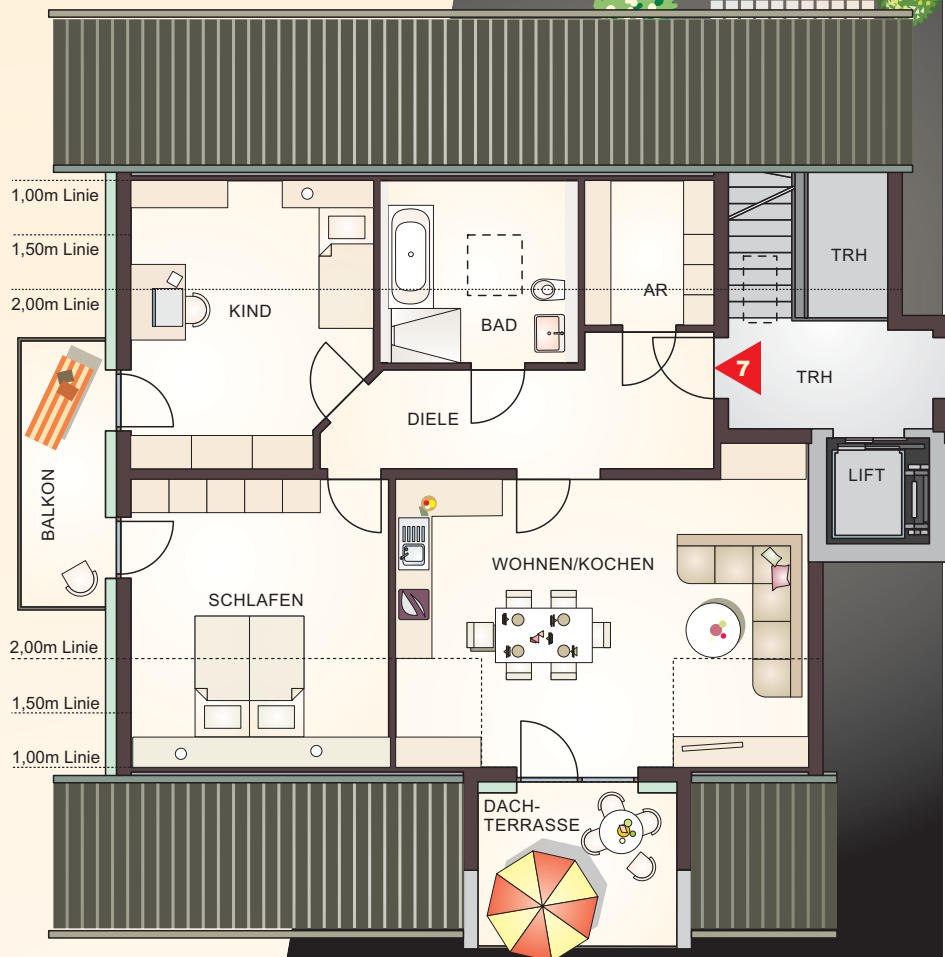 1,00m Linie
1,50m Linie
2,00m Linie
KIND
BAD
AR
TRH
7
TRH
DIELE
LIFT
BALKON
WOHNEN/KOCHEN
SCHLAFEN
2,00m Linie
1,50m Linie
1,00m Linie
DACH-
TERRASSE